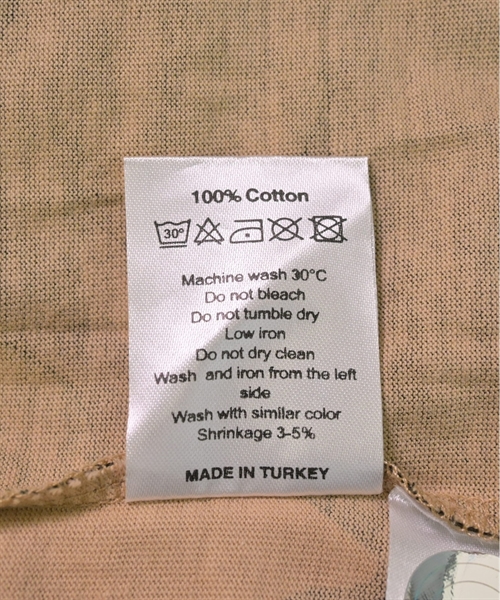 100% Cotton
30°
Machine wash 30°C
Do not bleach
Do not tumble dry
Low iron
Do not dry clean
Wash and iron from the left
side
Wash with similar color
Shrinkage 3-5%
MADE IN TURKEY